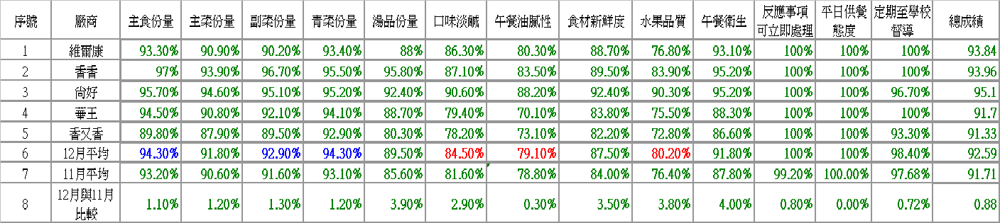 序號 廠商 主食份量 主菜份量 副菜份量 青菜份量 湯品份量 口味淡鹹 午餐油膩性 食材新鮮度 水果品質 午餐衛生 反應事項可立即處理 平日供餐態度 定期至學校督導 總成績
1 維爾康 93.30% 90.90% 90.20% 93.40% 88% 86.30% 80.30% 88.70% 76.80% 93.10% 100% 100% 100% 93.84
2 香香 97% 93.90% 96.70% 95.50% 95.80% 87.10% 83.50% 89.50% 83.90% 95.20% 100% 100% 100% 93.96
3 尚好 95.70% 94.60% 95.10% 95.20% 92.40% 90.60% 88.20% 92.40% 90.30% 95.20% 100% 100% 96.70% 95.1
4 華王 94.50% 90.80% 92.10% 94.10% 88.70% 79.40% 70.10% 83.80% 75.50% 88.30% 100% 100% 100% 91.7
5 香又香 89.80% 87.90% 89.50% 92.90% 80.30% 78.20% 73.10% 82.20% 72.80% 86.60% 100% 100% 93.30% 91.33
6 12月平均 94.30% 91.80% 92.90% 94.30% 89.50% 84.50% 79.10% 87.50% 80.20% 91.80% 100% 100% 98.40% 92.59
7 11月平均 93.20% 90.60% 91.60% 93.10% 85.60% 81.60% 78.80% 84.00% 76.40% 87.80% 99.20% 100.00% 97.68% 91.71
8 12月與11月比較 1.10% 1.20% 1.30% 1.20% 3.90% 2.90% 0.30% 3.50% 3.80% 4.00% 0.80% 0.00% 0.72% 0.88